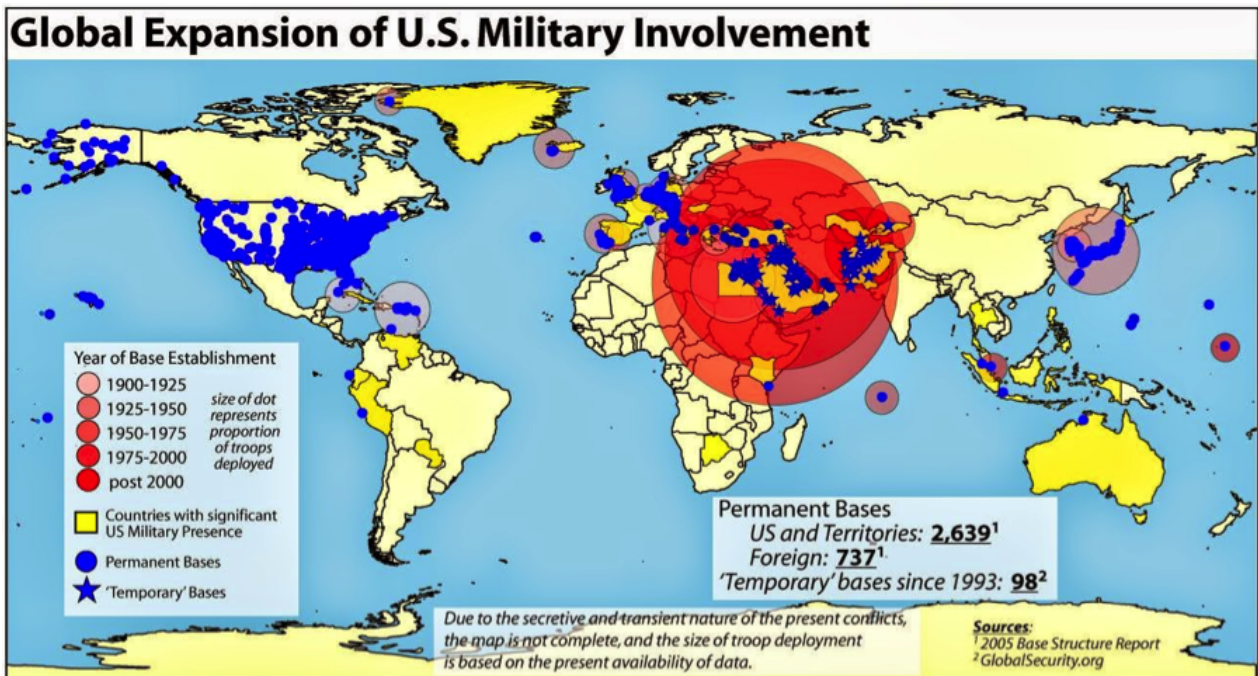 Global Expansion of U.S. Military Involvement
Year of Base Establishment
1900-1925
1925-1950
1950-1975
1975-2000
post 2000
size of dot
represents
proportion
of troops
deployed
Countries with significant
US Military Presence
Permanent Bases
'Temporary' Bases
Permanent Bases
US and Territories: 2,639¹
Foreign: 737¹
'Temporary' bases since 1993: 98²
Due to the secretive and transient nature of the present conflicts,
the map is not complete, and the size of troop deployment
is based on the present availability of data.
Sources:
¹ 2005 Base Structure Report
² GlobalSecurity.org